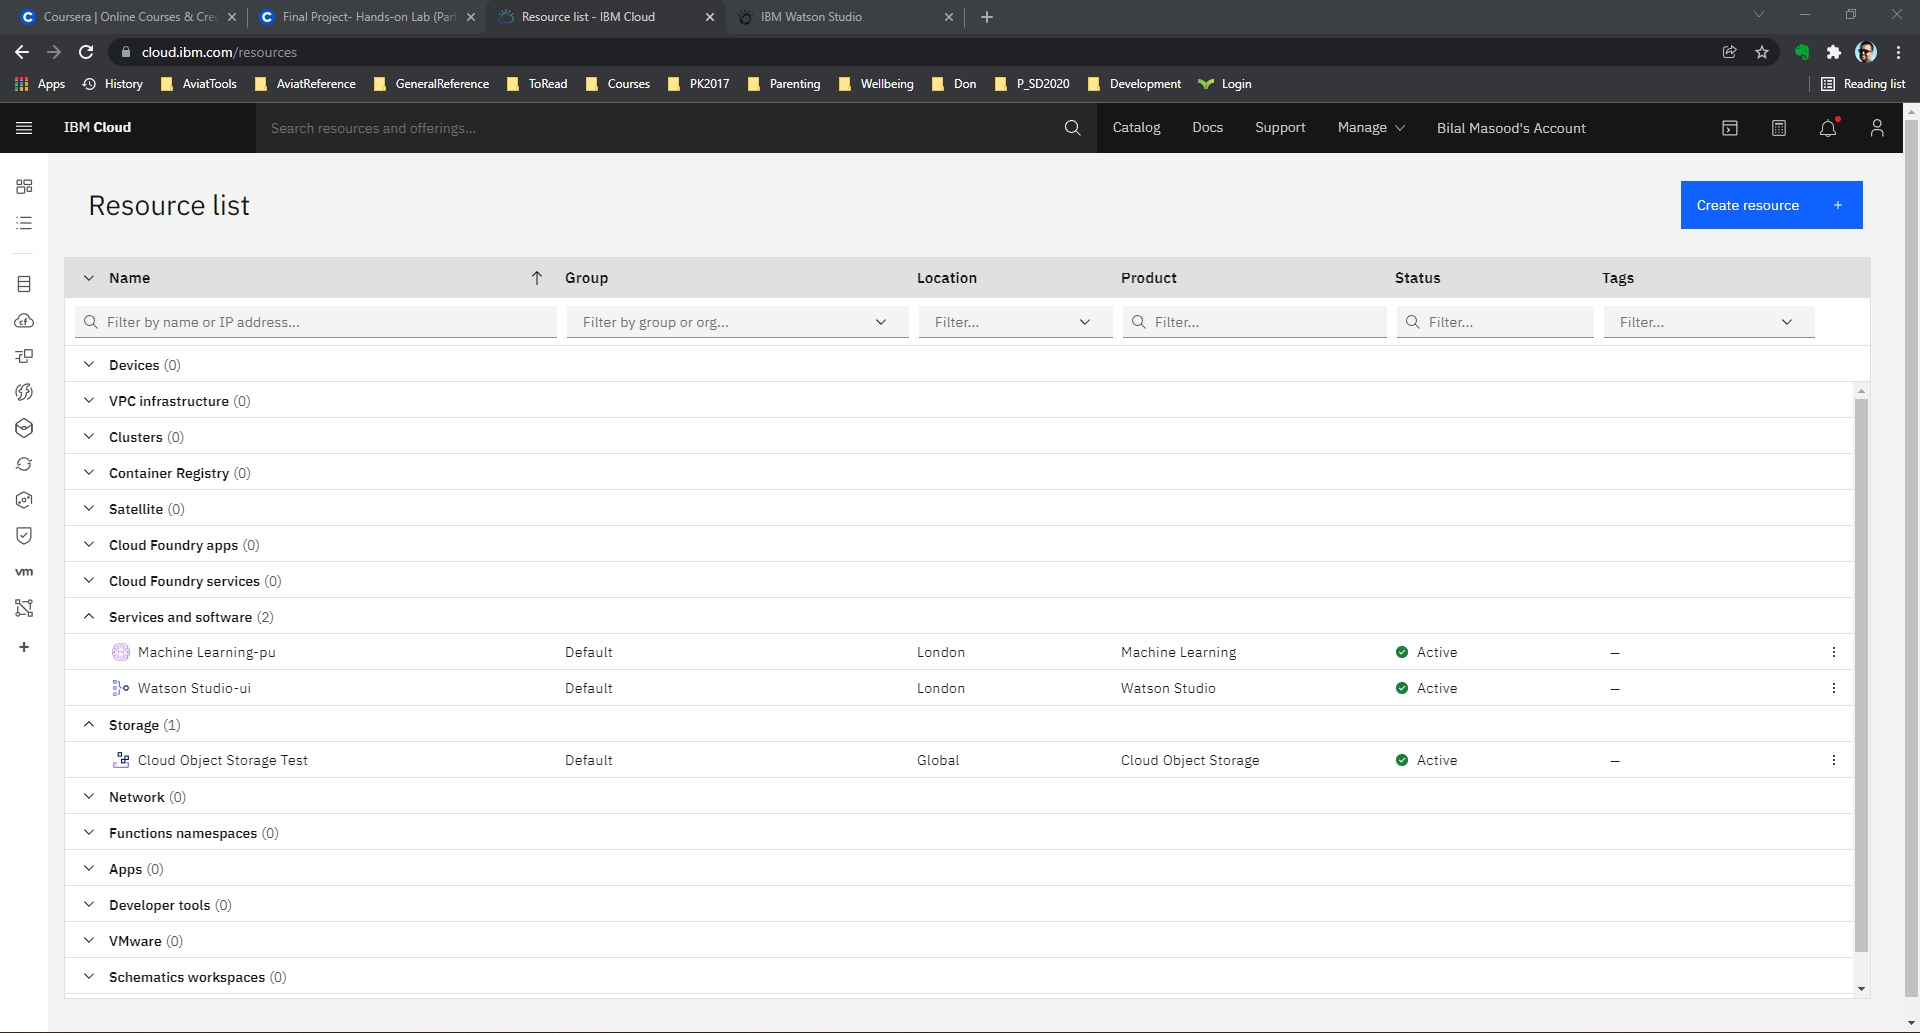 Coursera | Online Courses & Cre
Final Project- Hands-on Lab (Part
Resource list - IBM Cloud
IBM Watson Studio
cloud.ibm.com/resources
Apps History AviatTools AviatReference GeneralReference ToRead Courses PK2017 Parenting Wellbeing Don P_SD2020 Development Login Reading list
IBM Cloud Search resources and offerings... Catalog Docs Support Manage Bilal Masood's Account
Resource list
Create resource +
Name Group Location Product Status Tags
Filter by name or IP address... Filter by group or org... Filter... Filter... Filter... Filter...
Devices (0)
VPC infrastructure (0)
Clusters (0)
Container Registry (0)
Satellite (0)
Cloud Foundry apps (0)
Cloud Foundry services (0)
Services and software (2)
Machine Learning-pu Default London Machine Learning Active –
Watson Studio-ui Default London Watson Studio Active –
Storage (1)
Cloud Object Storage Test Default Global Cloud Object Storage Active –
Network (0)
Functions namespaces (0)
Apps (0)
Developer tools (0)
vm
VMware (0)
Schematics workspaces (0)